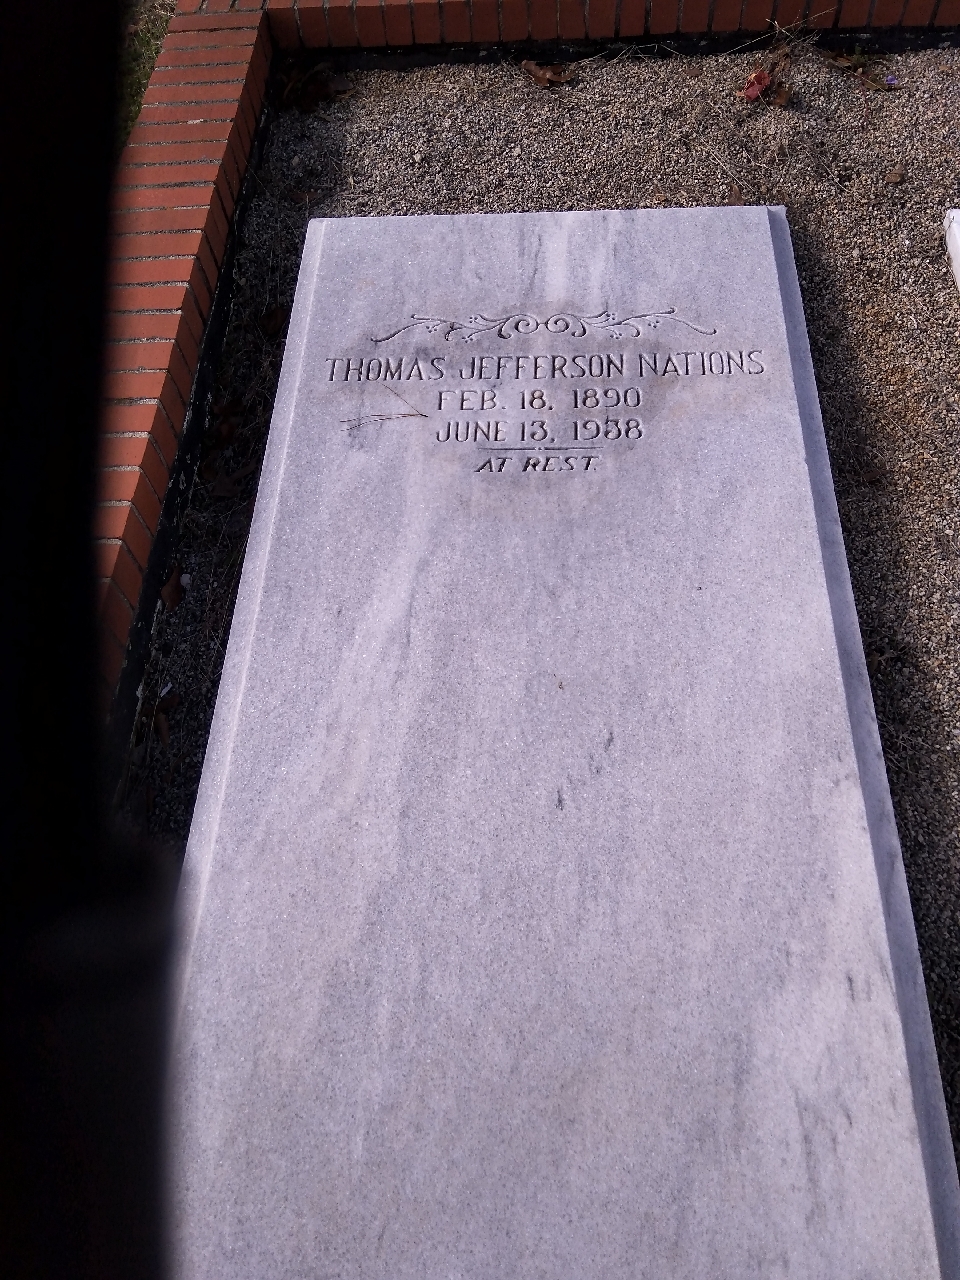 THOMAS JEFFERSON NATIONS
FEB. 18, 1890
JUNE 13, 1938
AT REST.